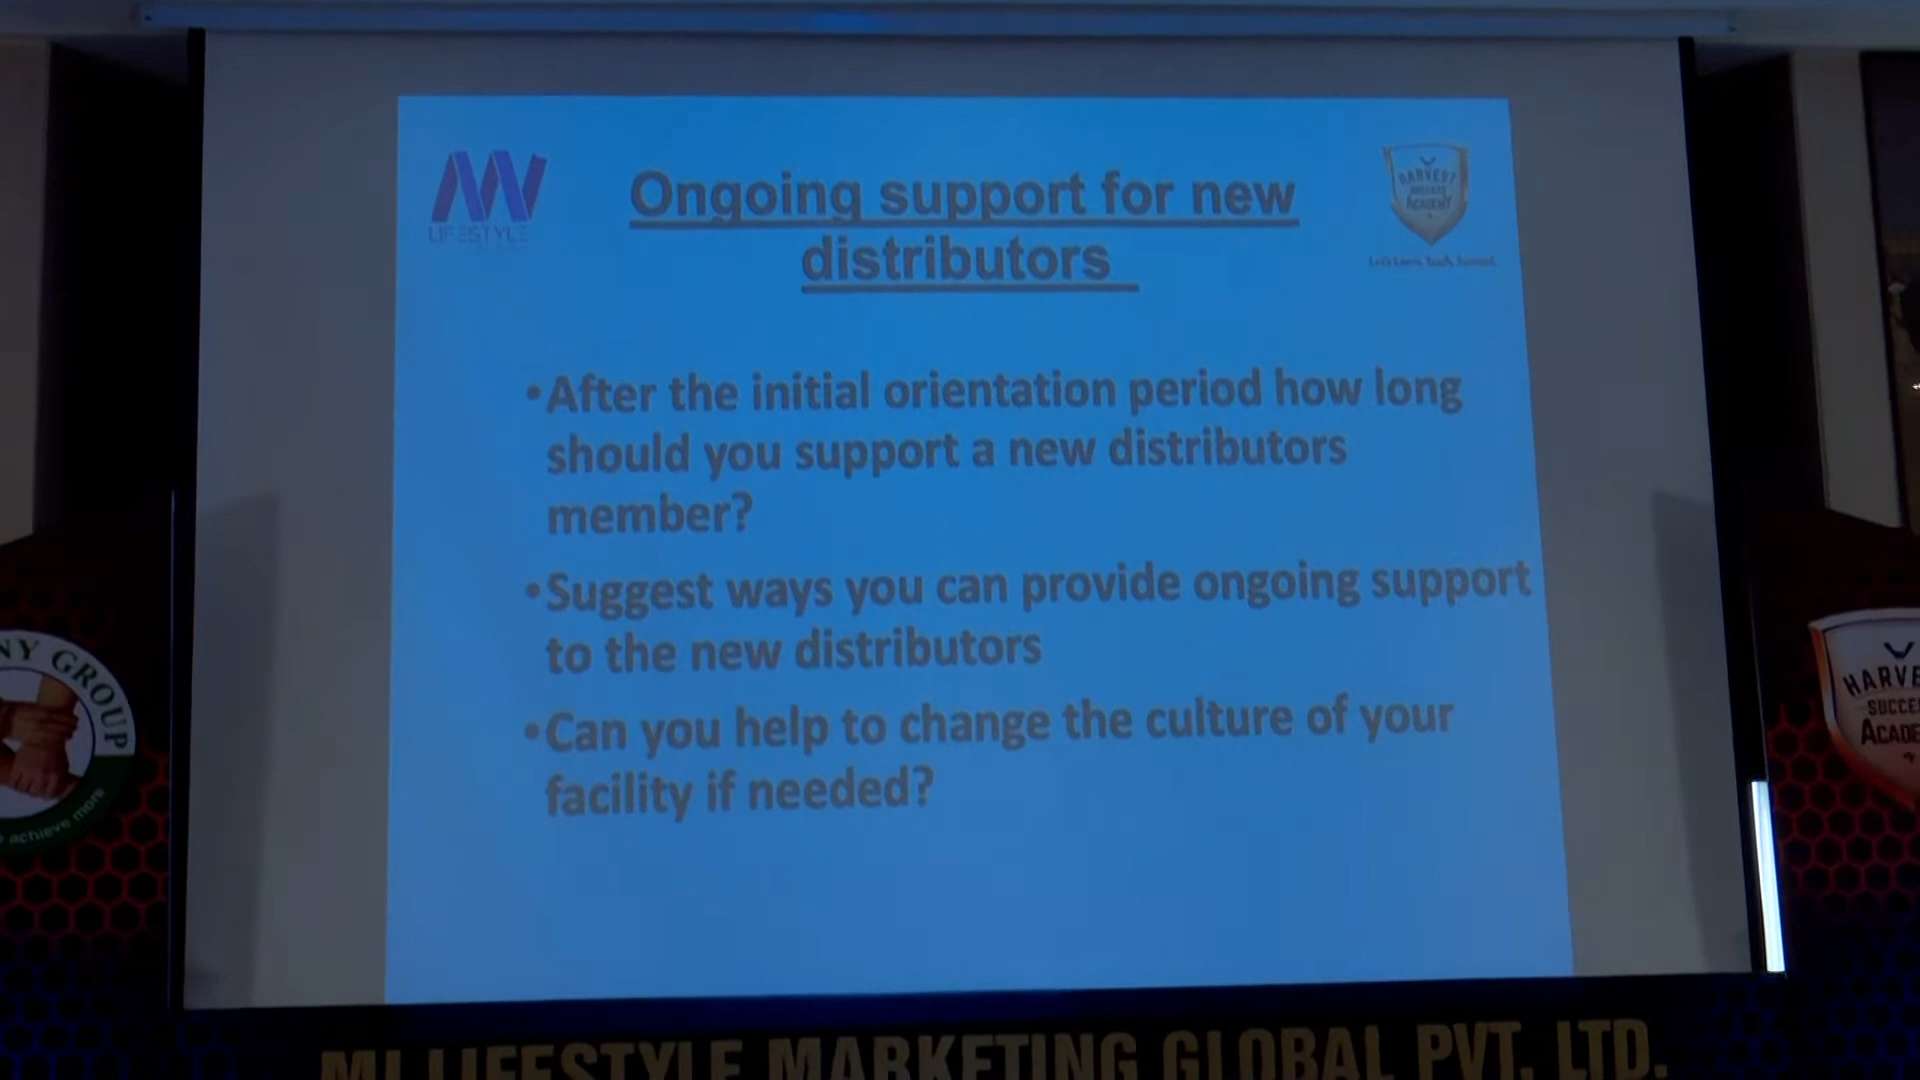 LIFESTYLE
Ongoing support for new
distributors
HARVEST
SUCCESS
ACADEMY
•After the initial orientation period how long
should you support a new distributors
member?
•Suggest ways you can provide ongoing support
to the new distributors
•Can you help to change the culture of your
facility if needed?
NY GROUP
achieve more
HARVE
SUCCE
ACADE
MI LIFESTYLE MARKETING GLOBAL PVT. LTD.